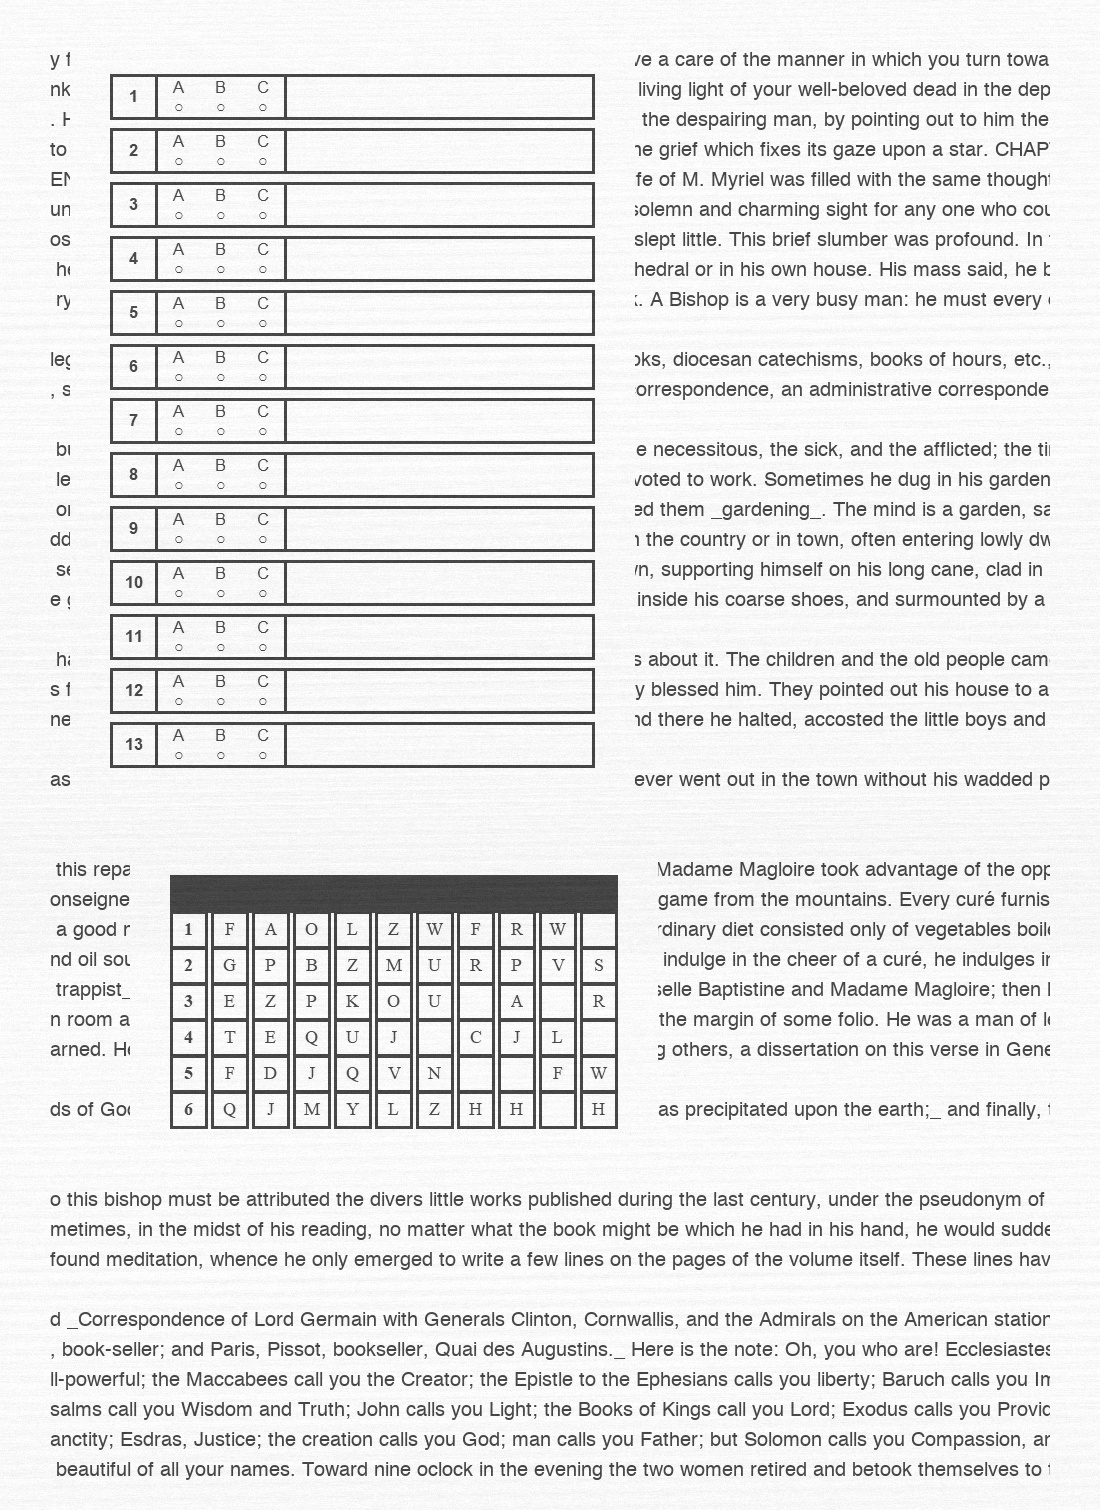 y f ve a care of the manner in which you turn towa
nk living light of your well-beloved dead in the dep
. H the despairing man, by pointing out to him the
to he grief which fixes its gaze upon a star. CHAP
EN fe of M. Myriel was filled with the same thought
un solemn and charming sight for any one who cou
os slept little. This brief slumber was profound. In
he hedral or in his own house. His mass said, he b
ry . A Bishop is a very busy man: he must every
leg oks, diocesan catechisms, books of hours, etc.,
, s orrespondence, an administrative corresponde
bu e necessitous, the sick, and the afflicted; the ti
le voted to work. Sometimes he dug in his garden
or ed them _gardening_. The mind is a garden, sa
dd n the country or in town, often entering lowly dw
se wn, supporting himself on his long cane, clad in
e g inside his coarse shoes, and surmounted by a
ha s about it. The children and the old people cam
s f y blessed him. They pointed out his house to a
ne nd there he halted, accosted the little boys and
as ever went out in the town without his wadded p
1 A B C
2 A B C
3 A B C
4 A B C
5 A B C
6 A B C
7 A B C
8 A B C
9 A B C
10 A B C
11 A B C
12 A B C
13 A B C
this repa Madame Magloire took advantage of the opp
onseigne game from the mountains. Every curé furnis
a good r rdinary diet consisted only of vegetables boile
nd oil sou indulge in the cheer of a curé, he indulges in
trappist_ selle Baptistine and Madame Magloire; then h
n room a the margin of some folio. He was a man of le
arned. He g others, a dissertation on this verse in Gene
ds of God as precipitated upon the earth;_ and finally, t
1 F A O L Z W F R W
2 G P B Z M U R P V S
3 E Z P K O U A R
4 T E Q U J C J L
5 F D J Q V N F W
6 Q J M Y L Z H H H
o this bishop must be attributed the divers little works published during the last century, under the pseudonym of
metimes, in the midst of his reading, no matter what the book might be which he had in his hand, he would sudde
found meditation, whence he only emerged to write a few lines on the pages of the volume itself. These lines hav
d _Correspondence of Lord Germain with Generals Clinton, Cornwallis, and the Admirals on the American station
, book-seller; and Paris, Pissot, bookseller, Quai des Augustins._ Here is the note: Oh, you who are! Ecclesiastes
ll-powerful; the Maccabees call you the Creator; the Epistle to the Ephesians calls you liberty; Baruch calls you Im
salms call you Wisdom and Truth; John calls you Light; the Books of Kings call you Lord; Exodus calls you Provid
anctity; Esdras, Justice; the creation calls you God; man calls you Father; but Solomon calls you Compassion, an
beautiful of all your names. Toward nine oclock in the evening the two women retired and betook themselves to t